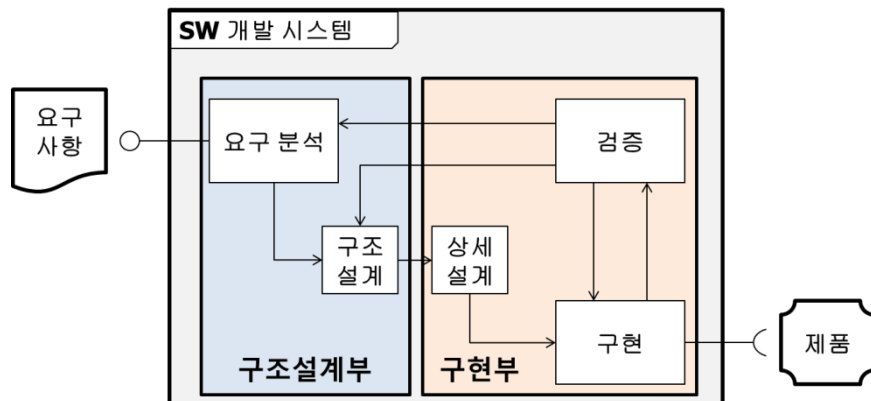 SW 개발 시스템
요구
사항
요구 분석
검증
구조
설계
상세
설계
구현
제품
구조설계부
구현부